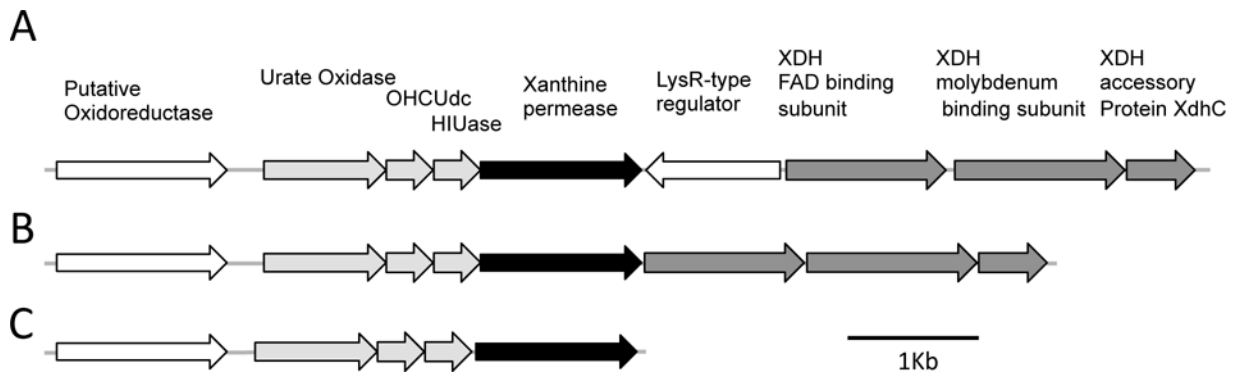 A
Putative
Oxidoreductase
Urate Oxidase
OHCUdc
HIUase
Xanthine
permease
LysR-type
regulator
XDH
FAD binding
subunit
XDH
molybdenum
binding subunit
XDH
accessory
Protein XdhC
B
C
1Kb